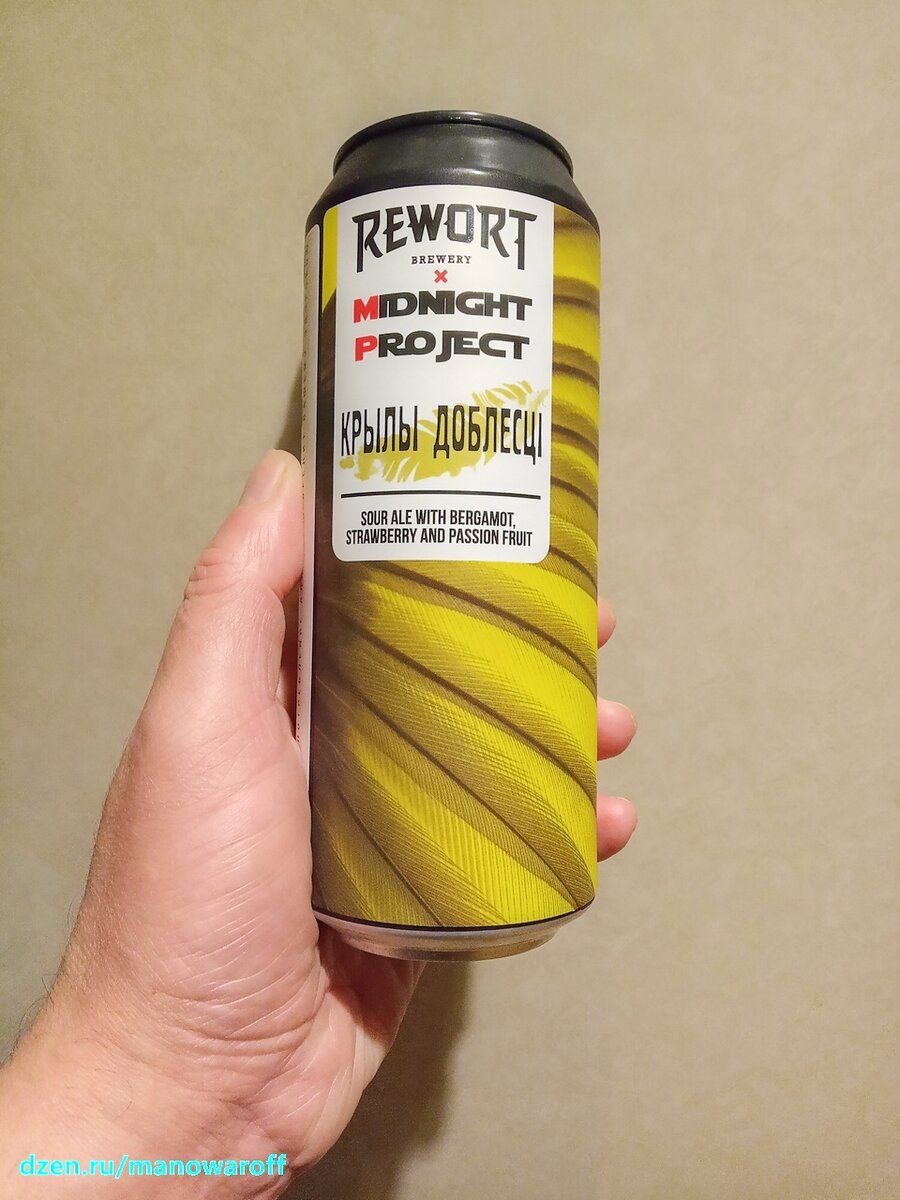 REWORT
BREWERY
×
MIDNIGHT
PROJECT
КРЫЛЫ ДОБЛЕСЦІ
SOUR ALE WITH BERGAMOT,
STRAWBERRY AND PASSION FRUIT
dzen.ru/manowaroff